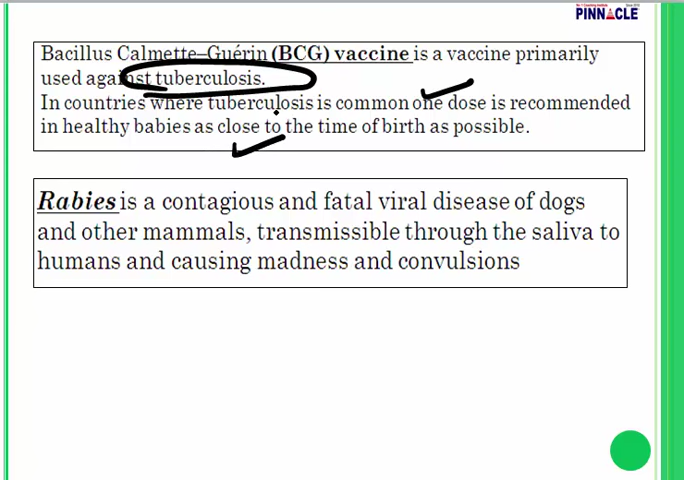 PINNACLE
Bacillus Calmette–Guérin (BCG) vaccine is a vaccine primarily
used against tuberculosis.
In countries where tuberculosis is common one dose is recommended
in healthy babies as close to the time of birth as possible.
Rabies is a contagious and fatal viral disease of dogs
and other mammals, transmissible through the saliva to
humans and causing madness and convulsions